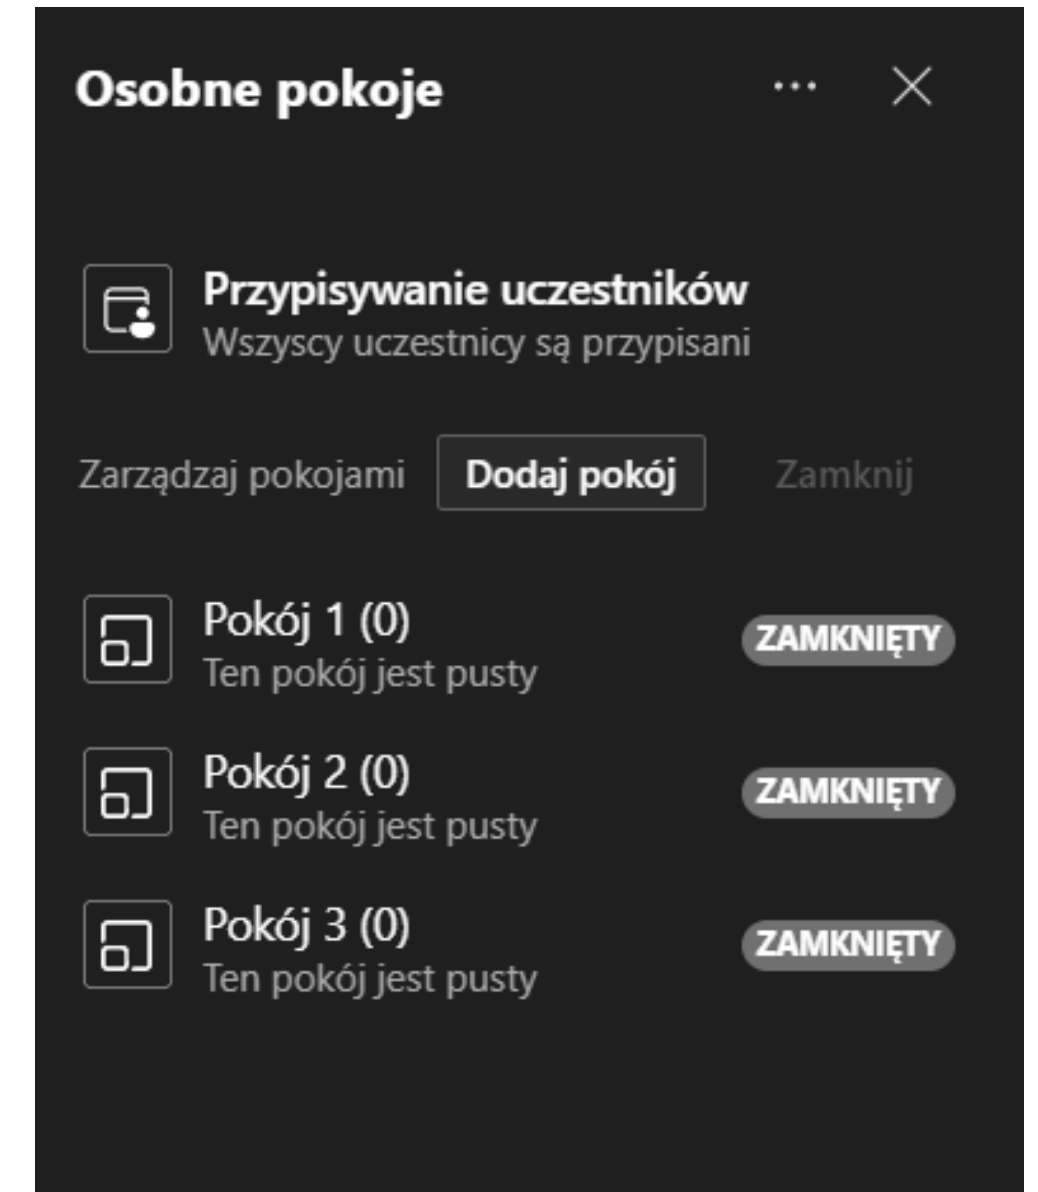 Osobne pokoje
Przypisywanie uczestników
Wszyscy uczestnicy są przypisani
Zarządzaj pokojami Dodaj pokój Zamknij
Pokój 1 (0) ZAMKNIĘTY
Ten pokój jest pusty
Pokój 2 (0) ZAMKNIĘTY
Ten pokój jest pusty
Pokój 3 (0) ZAMKNIĘTY
Ten pokój jest pusty